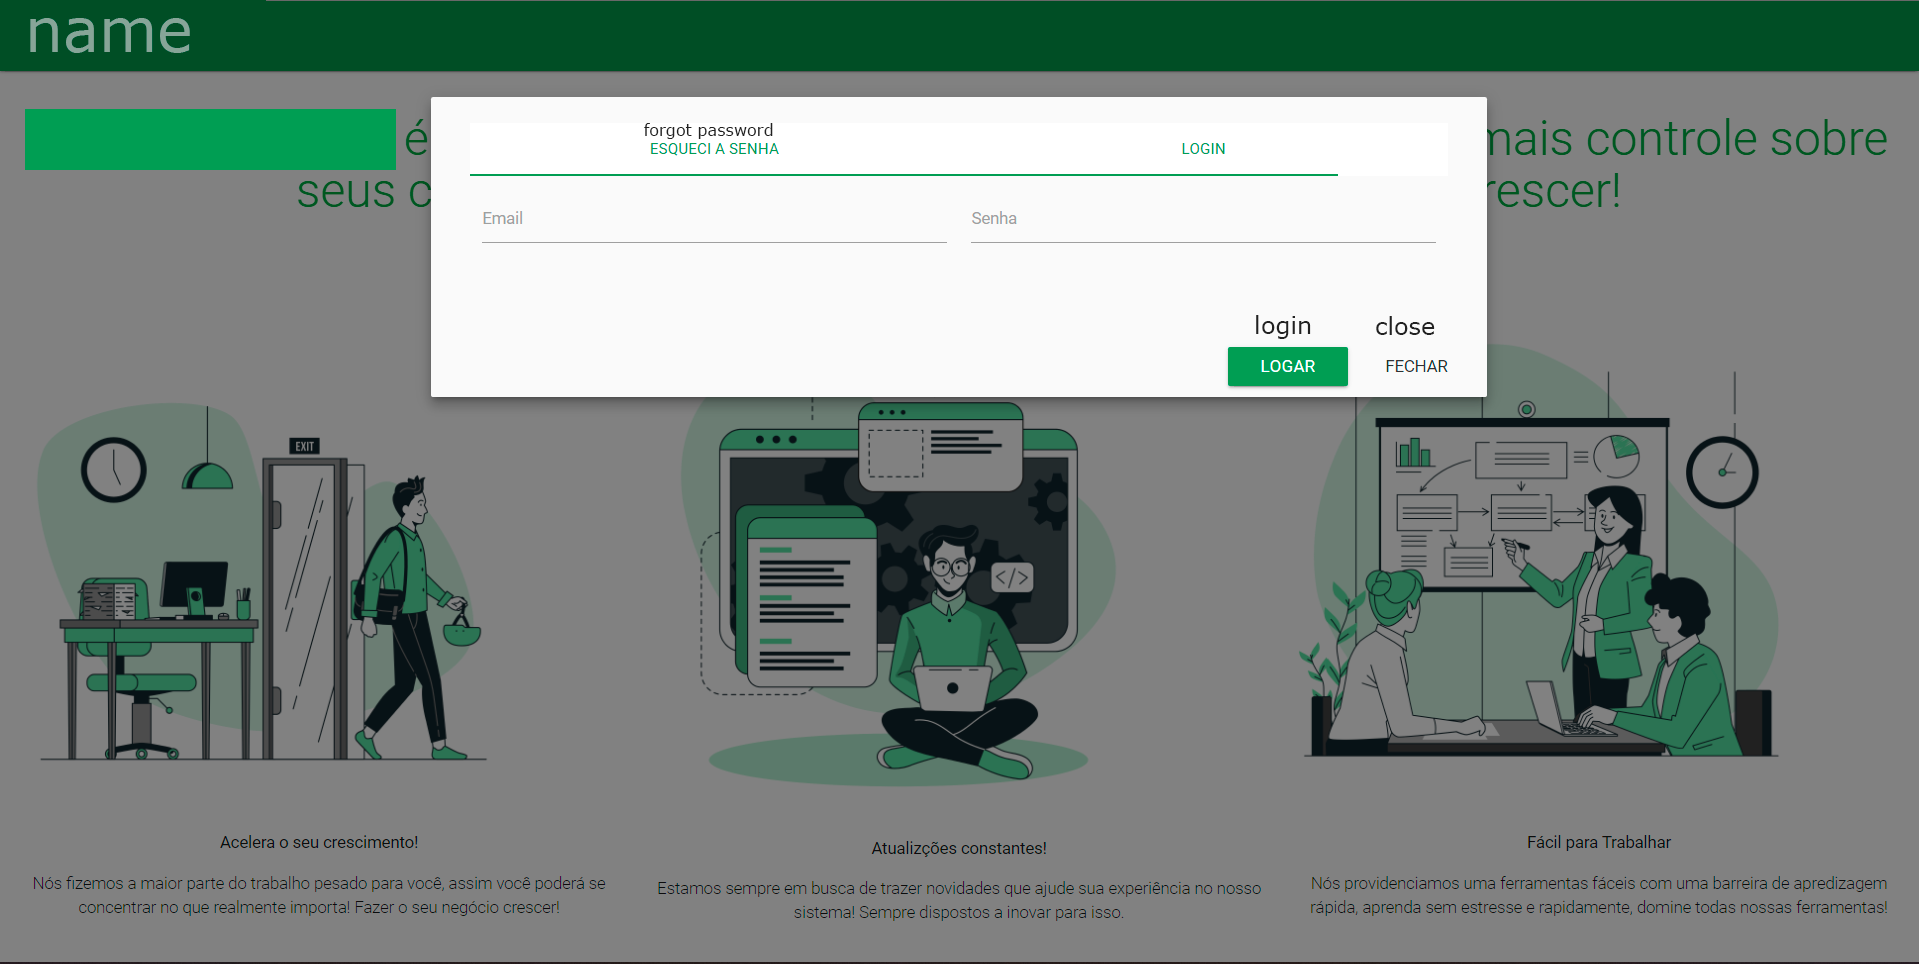 name
é mais controle sobre
seus c rescer!
forgot password
ESQUECI A SENHA
LOGIN
Email
Senha
login
close
LOGAR
FECHAR
EXIT
</>
Acelera o seu crescimento!
Nós fizemos a maior parte do trabalho pesado para você, assim você poderá se
concentrar no que realmente importa! Fazer o seu negócio crescer!
Atualizções constantes!
Estamos sempre em busca de trazer novidades que ajude sua experiência no nosso
sistema! Sempre dispostos a inovar para isso.
Fácil para Trabalhar
Nós providenciamos uma ferramentas fáceis com uma barreira de apredizagem
rápida, aprenda sem estresse e rapidamente, domine todas nossas ferramentas!